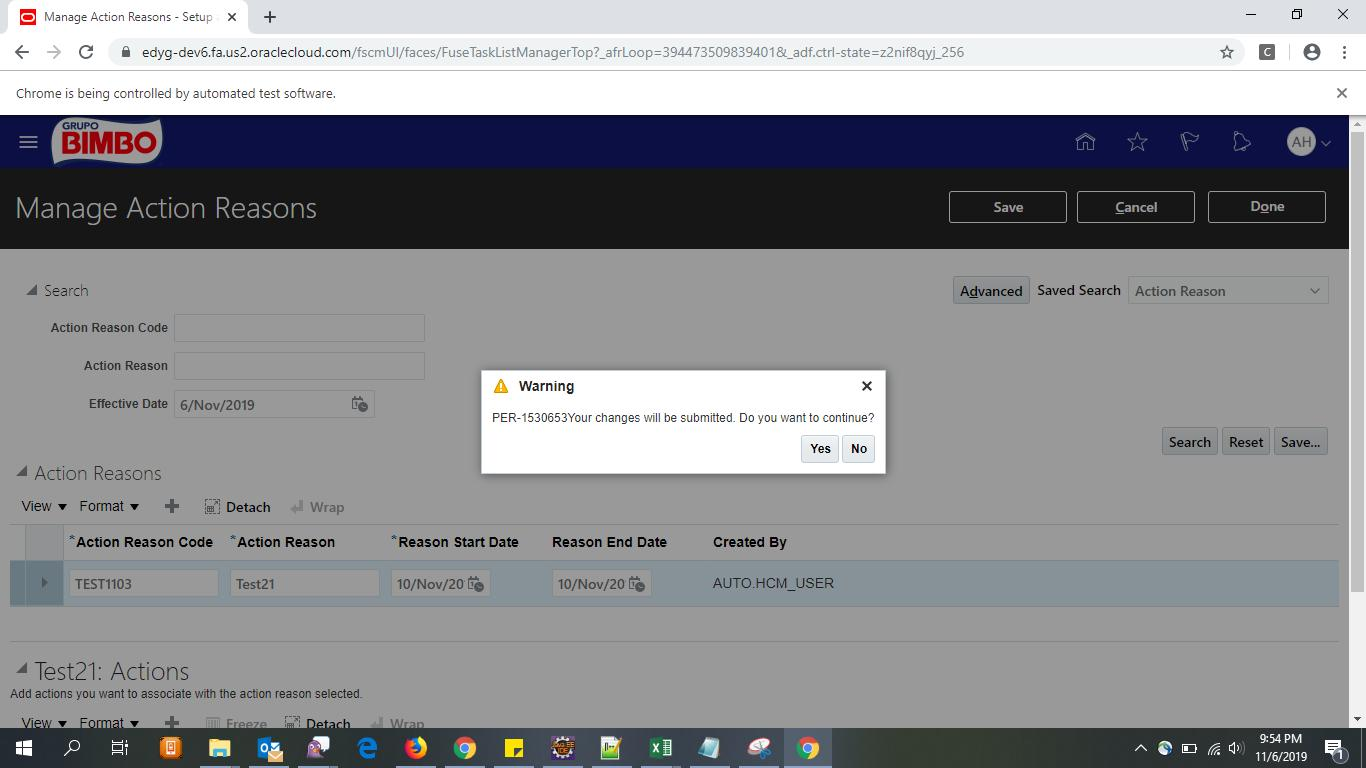 Manage Action Reasons - Setup
edyg-dev6.fa.us2.oraclecloud.com/fscmUI/faces/FuseTaskListManagerTop?_afrLoop=394473509839401&_adf.ctrl-state=z2nif8qyj_256
C
Chrome is being controlled by automated test software.
GRUPO
BIMBO
AH
Manage Action Reasons
Save
Cancel
Done
Search
Advanced
Saved Search
Action Reason
Action Reason Code
Action Reason
Effective Date
6/Nov/2019
Warning
PER-1530653Your changes will be submitted. Do you want to continue?
Yes
No
Search
Reset
Save...
Action Reasons
View
Format
Detach
Wrap
*Action Reason Code
*Action Reason
*Reason Start Date
Reason End Date
Created By
TEST1103
Test21
10/Nov/20
10/Nov/20
AUTO.HCM_USER
Test21: Actions
Add actions you want to associate with the action reason selected.
View
Format
Freeze
Detach
Wrap
9:54 PM
11/6/2019
1